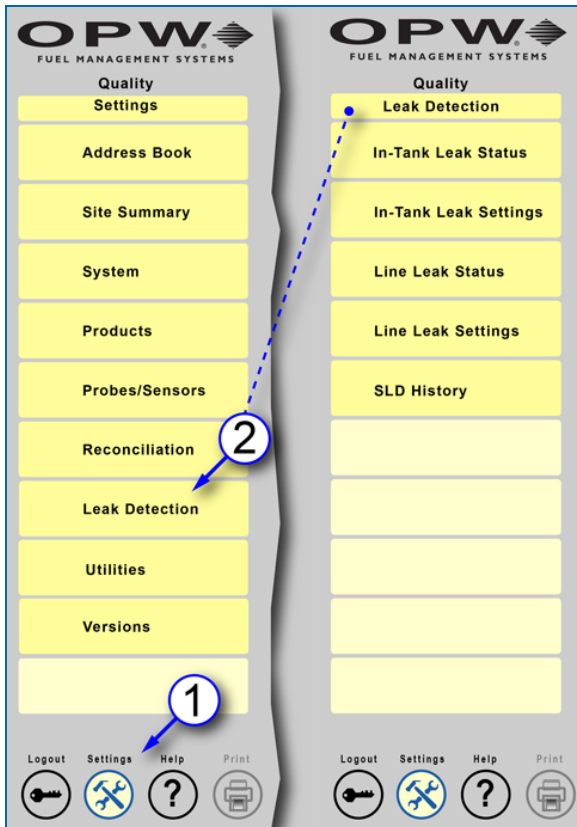 OPW
FUEL MANAGEMENT SYSTEMS
Quality
Settings
Address Book
Site Summary
System
Products
Probes/Sensors
Reconciliation
2
Leak Detection
Utilities
Versions
1
Logout Settings Help Print
?
OPW
FUEL MANAGEMENT SYSTEMS
Quality
Leak Detection
In-Tank Leak Status
In-Tank Leak Settings
Line Leak Status
Line Leak Settings
SLD History
Logout Settings Help Print
?